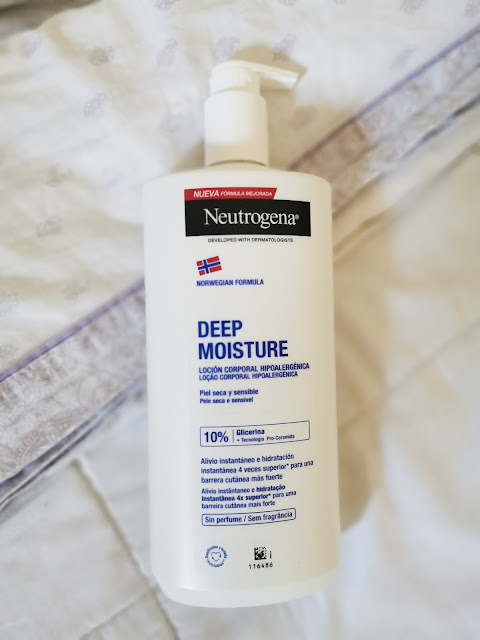 NUEVA FÓRMULA MEJORADA
Neutrogena®
DEVELOPED WITH DERMATOLOGISTS
NORWEGIAN FORMULA
DEEP
MOISTURE
LOCIÓN CORPORAL HIPOALERGÉNICA
LOÇÃO CORPORAL HIPOALERGÉNICA
Piel seca y sensible
Pele seca e sensível
10% Glicerina
+ Tecnología Pro-Ceramida
Alivio instantáneo e hidratación
instantánea 4 veces superior* para una
barrera cutánea más fuerte
Alívio instantâneo e hidratação
instantânea 4x superior* para uma
barreira cutânea mais forte
Sin perfume / Sem fragrância
116486